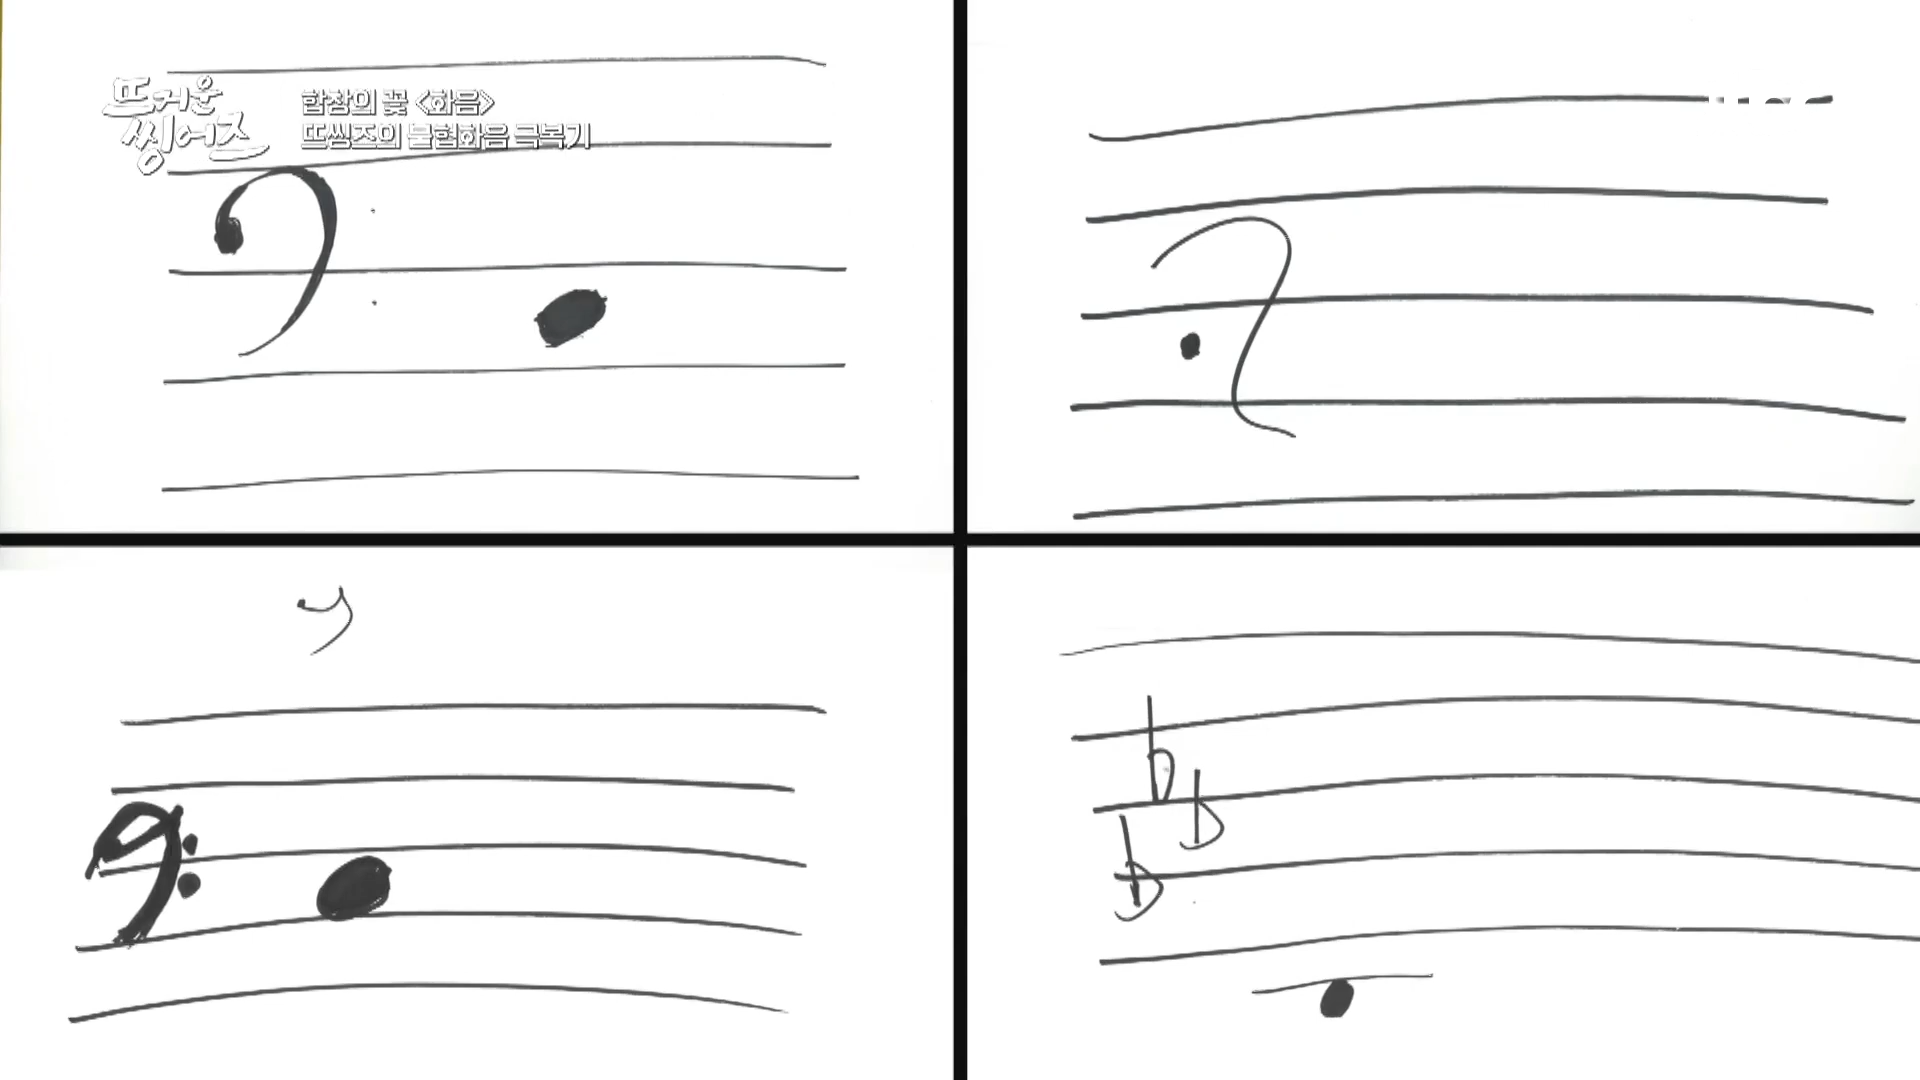 뜨거운
씽어즈
합창의 꽃 <화음>
뜨씽즈의 불협화음 극복기